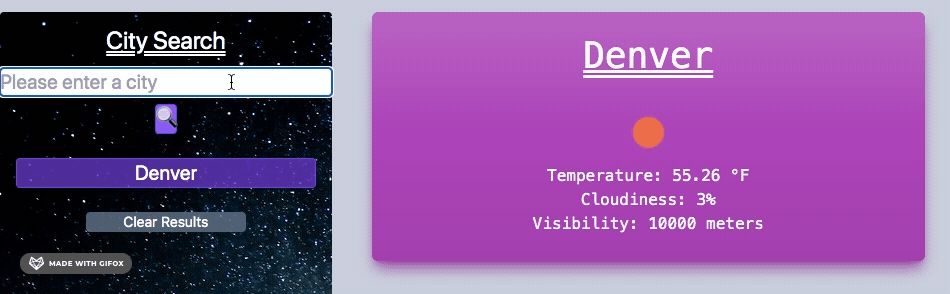 City Search
Please enter a city
Denver
Clear Results
MADE WITH GIFOX
Denver
Temperature: 55.26 °F
Cloudiness: 3%
Visibility: 10000 meters